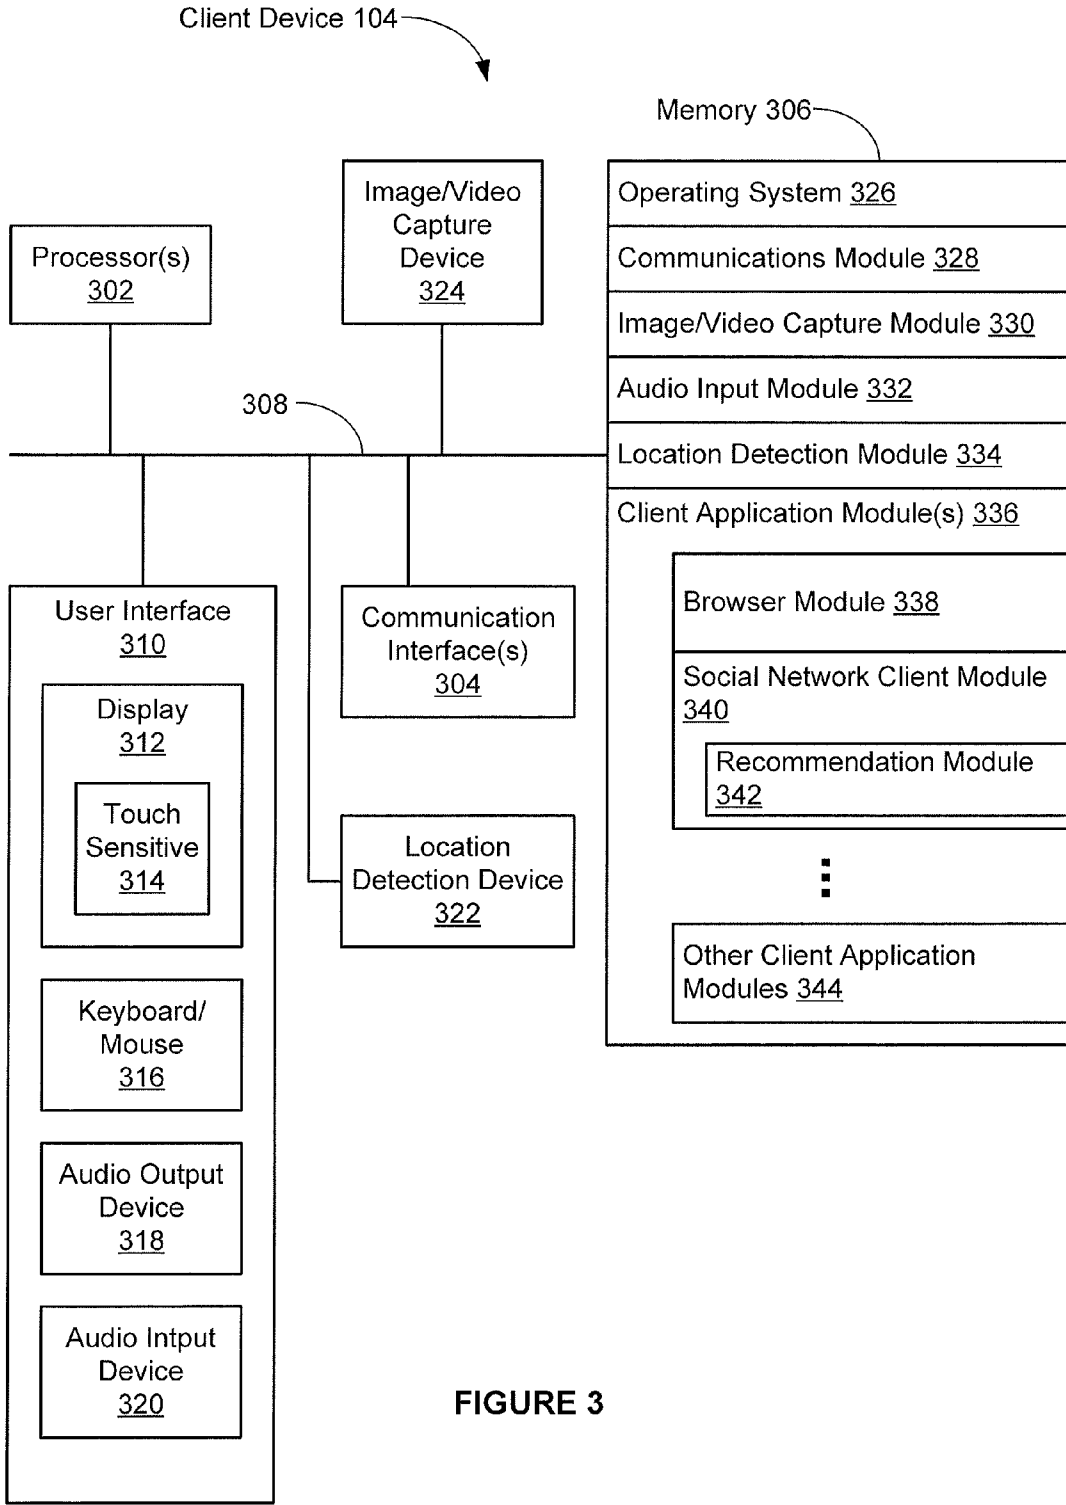 Client Device 104
Memory 306
Image/Video
Capture
Device
324
Processor(s)
302
308
Operating System 326
Communications Module 328
Image/Video Capture Module 330
Audio Input Module 332
Location Detection Module 334
Client Application Module(s) 336
Browser Module 338
Social Network Client Module
340
Recommendation Module
342
Other Client Application
Modules 344
User Interface
310
Display
312
Touch
Sensitive
314
Keyboard/
Mouse
316
Audio Output
Device
318
Audio Intput
Device
320
Communication
Interface(s)
304
Location
Detection Device
322
FIGURE 3